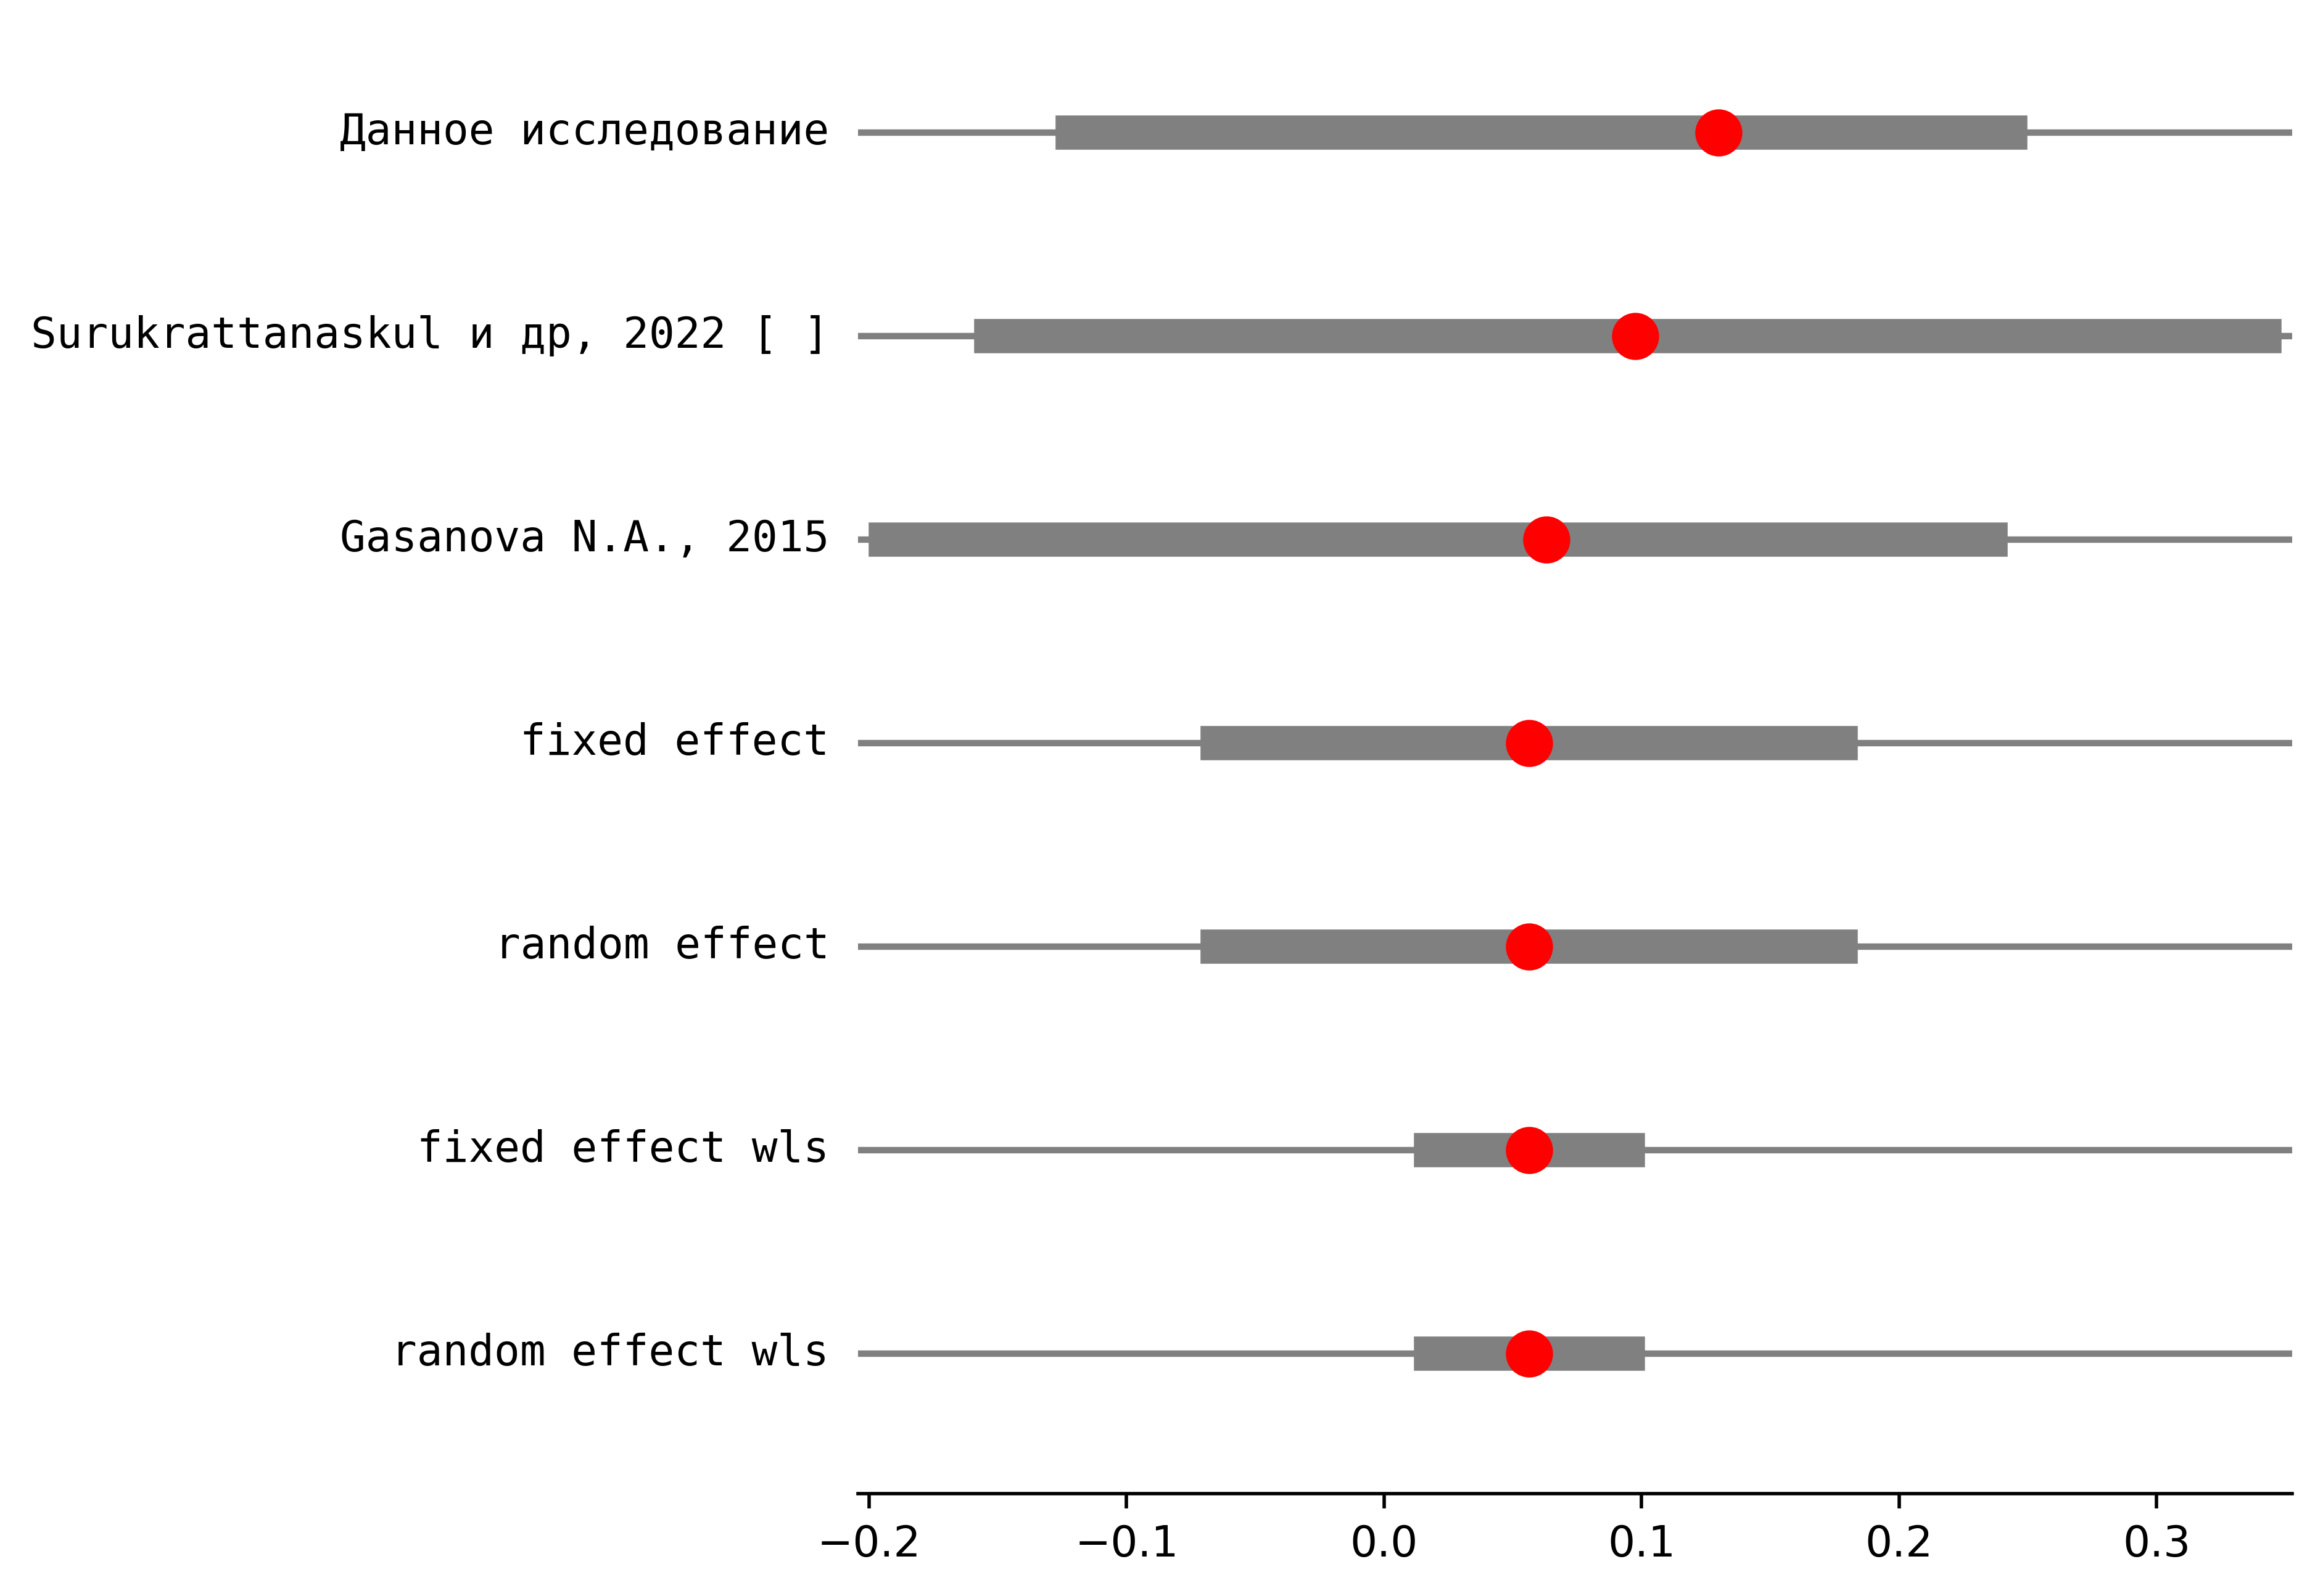 Данное исследование
Surukrattanaskul и др, 2022 [ ]
Gasanova N.A., 2015
fixed effect
random effect
fixed effect wls
random effect wls
−0.2 −0.1 0.0 0.1 0.2 0.3